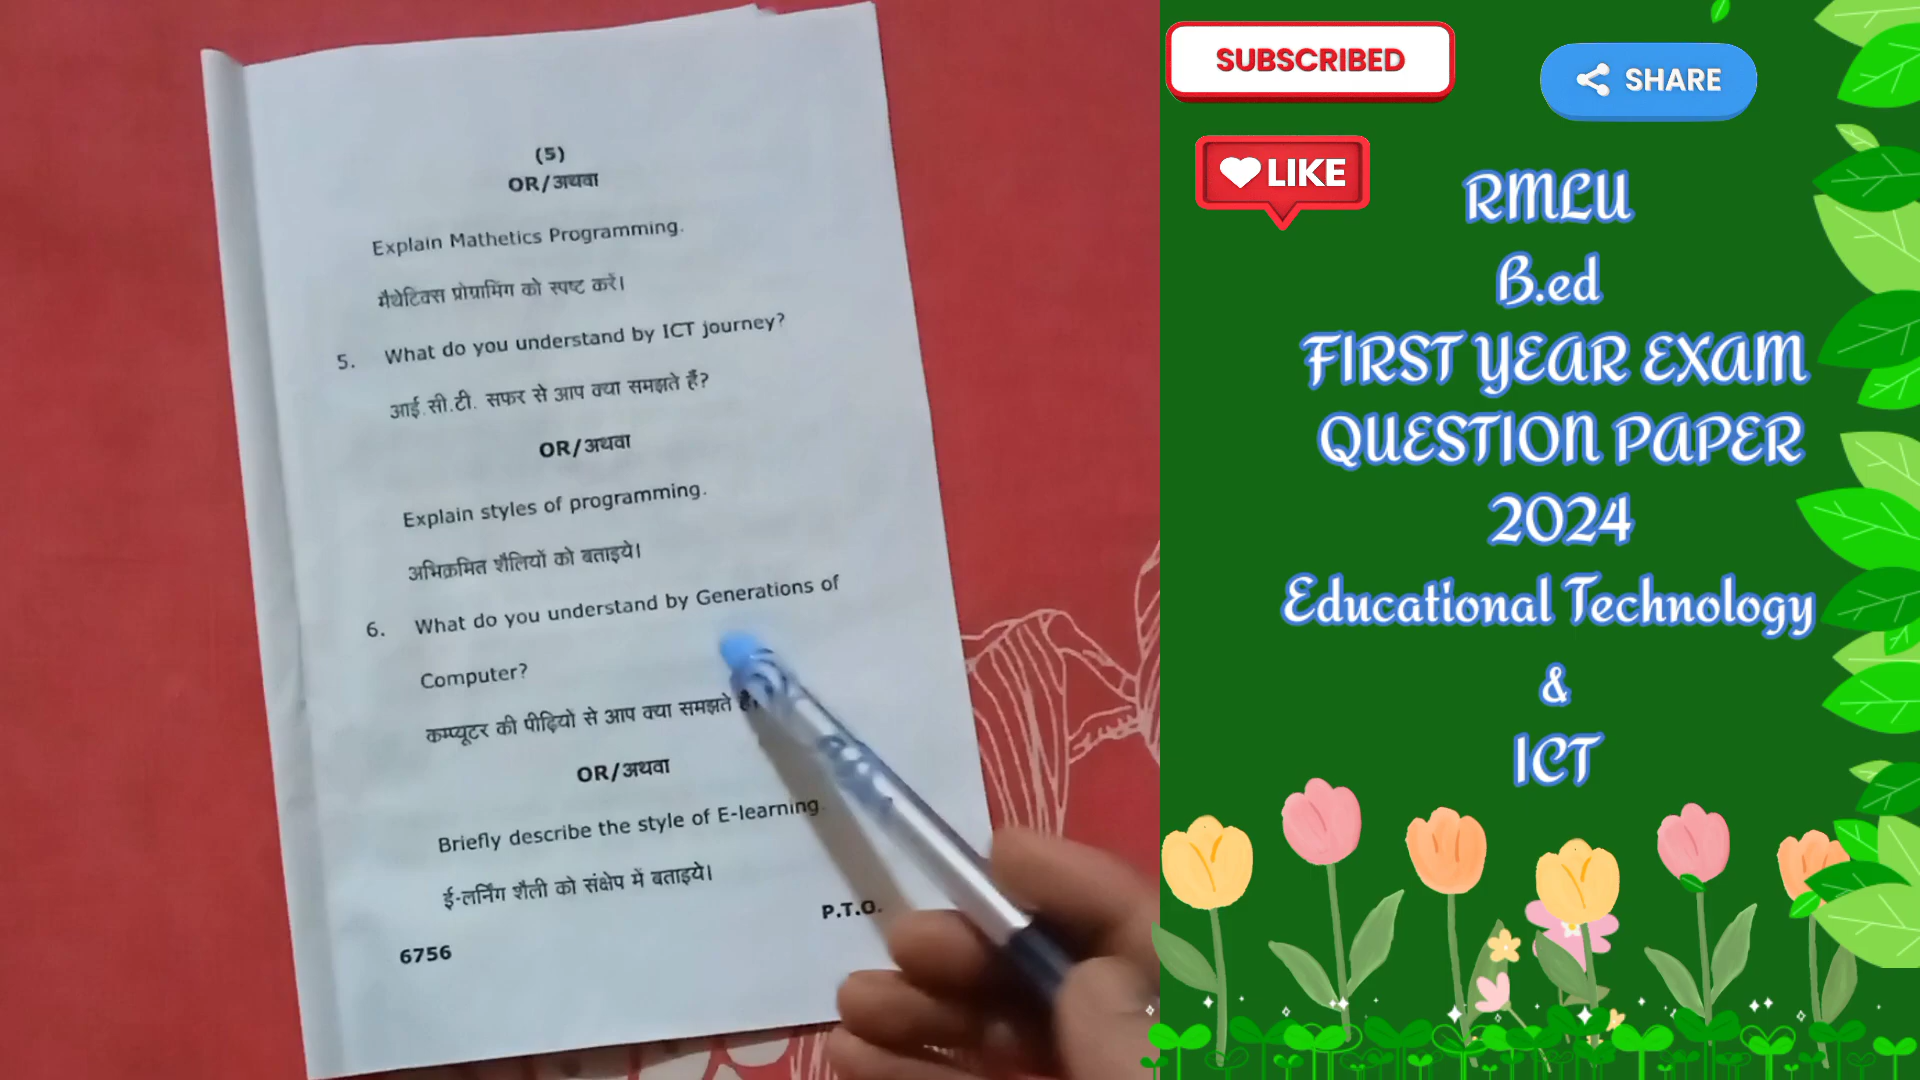 (5)
OR/अथवा
Explain Mathetics Programming.
मैथेटिक्स प्रोग्रामिंग को स्पष्ट करें।
5. What do you understand by ICT journey?
आई.सी.टी. सफर से आप क्या समझते हैं?
OR/अथवा
Explain styles of programming.
अभिक्रमित शैलियों को बताइये।
6. What do you understand by Generations of
Computer?
कम्प्यूटर की पीढ़ियों से आप क्या समझते
OR/अथवा
Briefly describe the style of E-learning.
ई-लर्निंग शैली को संक्षेप में बताइये।
P.T.O.
6756
SUBSCRIBED
SHARE
LIKE
RMLU
B.ed
FIRST YEAR EXAM
QUESTION PAPER
2024
Educational Technology
&
ICT